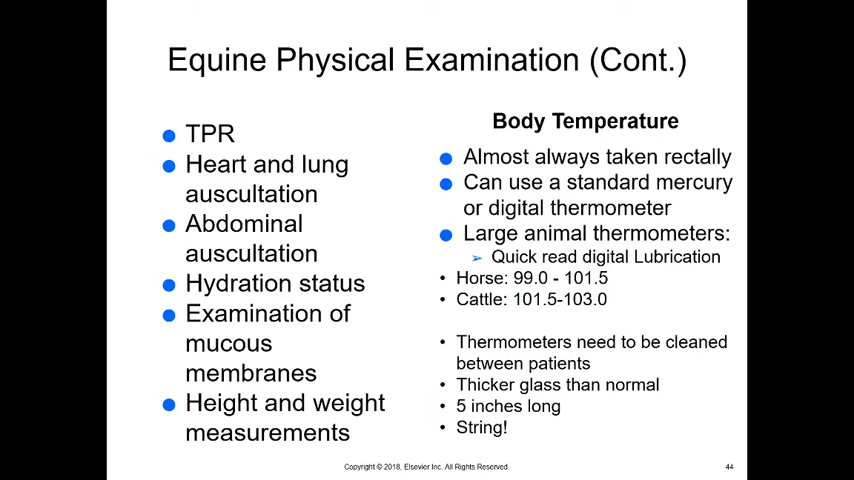 Equine Physical Examination (Cont.)
TPR
Heart and lung
auscultation
Abdominal
auscultation
Hydration status
Examination of
mucous
membranes
Height and weight
measurements
Body Temperature
Almost always taken rectally
Can use a standard mercury
or digital thermometer
Large animal thermometers:
Quick read digital Lubrication
Horse: 99.0 - 101.5
Cattle: 101.5-103.0
Thermometers need to be cleaned
between patients
Thicker glass than normal
5 inches long
String!
Copyright © 2018, Elsevier Inc. All Rights Reserved.
44